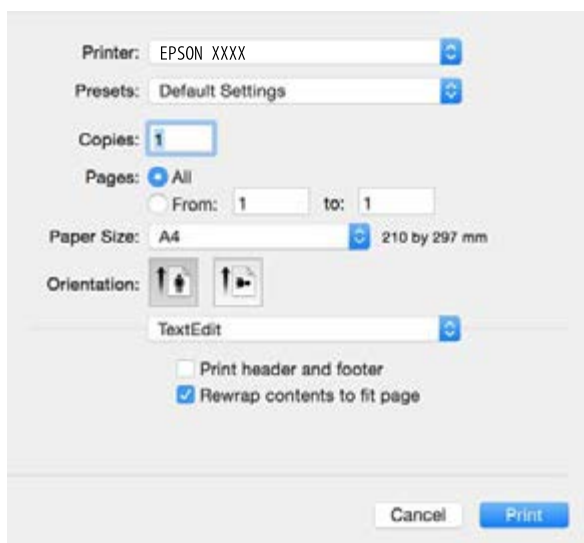 Printer: EPSON XXXX
Presets: Default Settings
Copies: 1
Pages: All
From: 1 to: 1
Paper Size: A4 210 by 297 mm
Orientation:
TextEdit
Print header and footer
Rewrap contents to fit page
Cancel Print